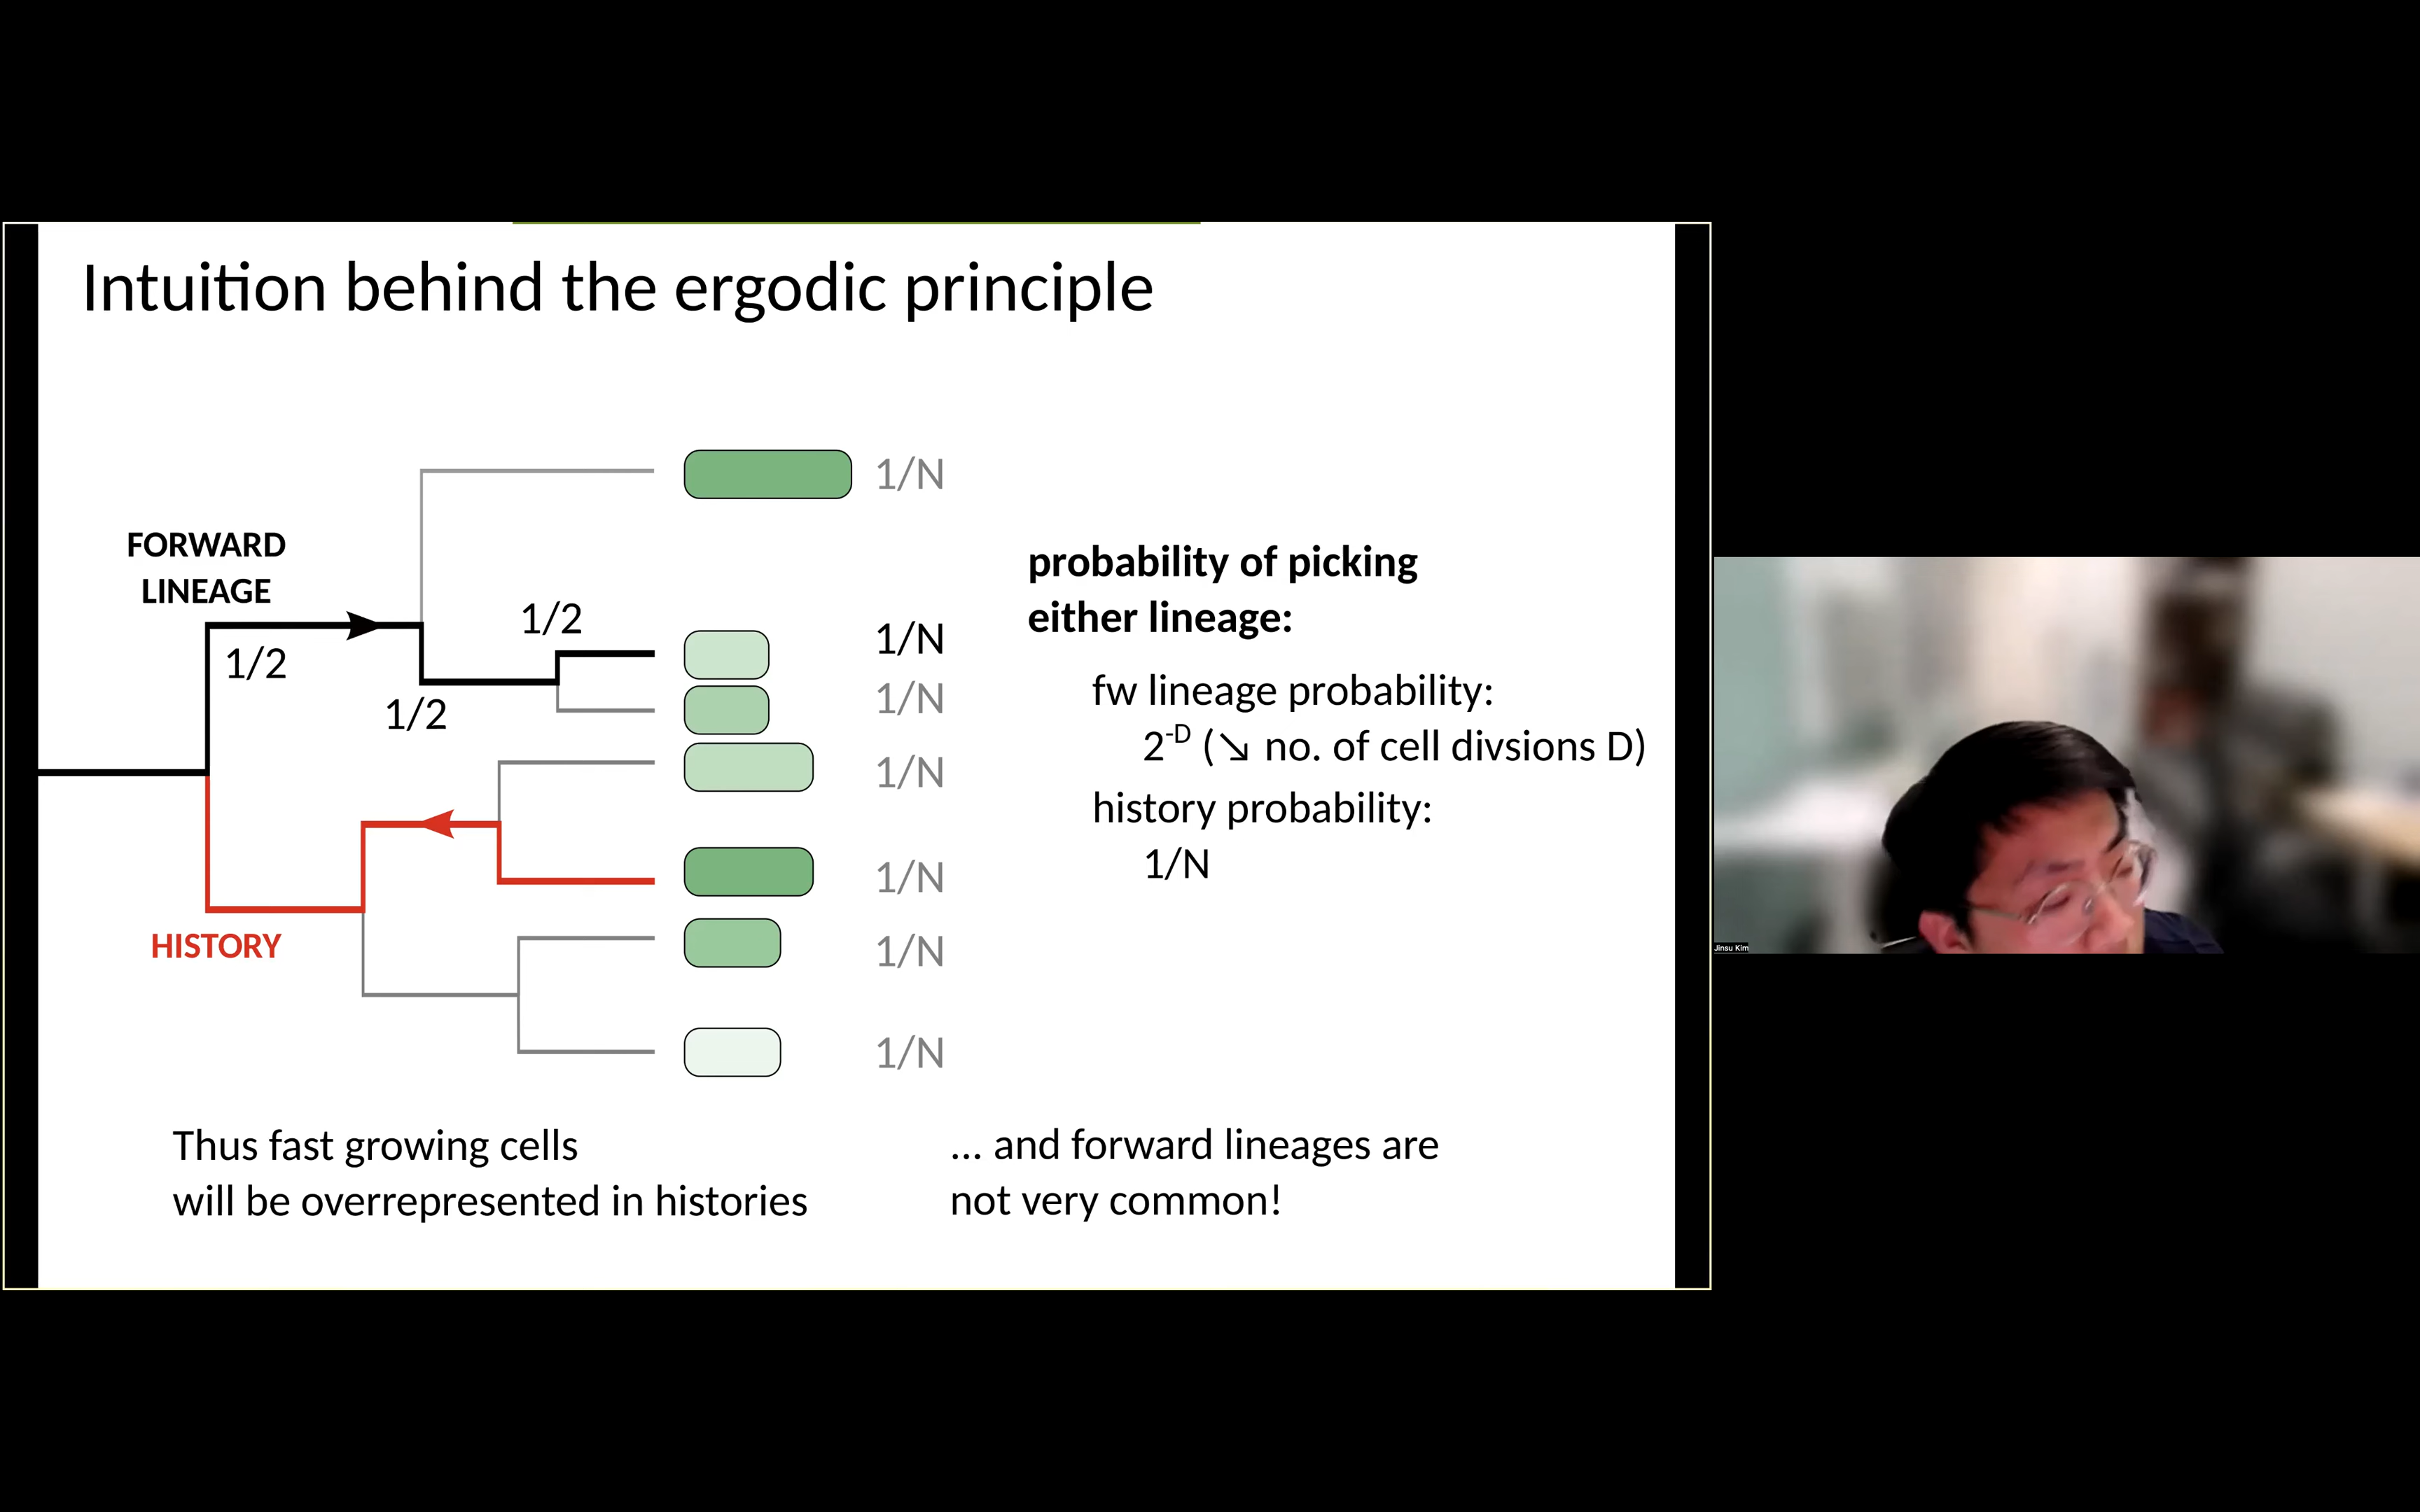 Intuition behind the ergodic principle
1/N
FORWARD
LINEAGE
1/2
1/2
1/2
1/N
1/N
1/N
1/N
1/N
1/N
HISTORY
probability of picking
either lineage:
fw lineage probability:
2⁻ᴰ (↘ no. of cell divsions D)
history probability:
1/N
Thus fast growing cells
will be overrepresented in histories
... and forward lineages are
not very common!
Jinsu Kim